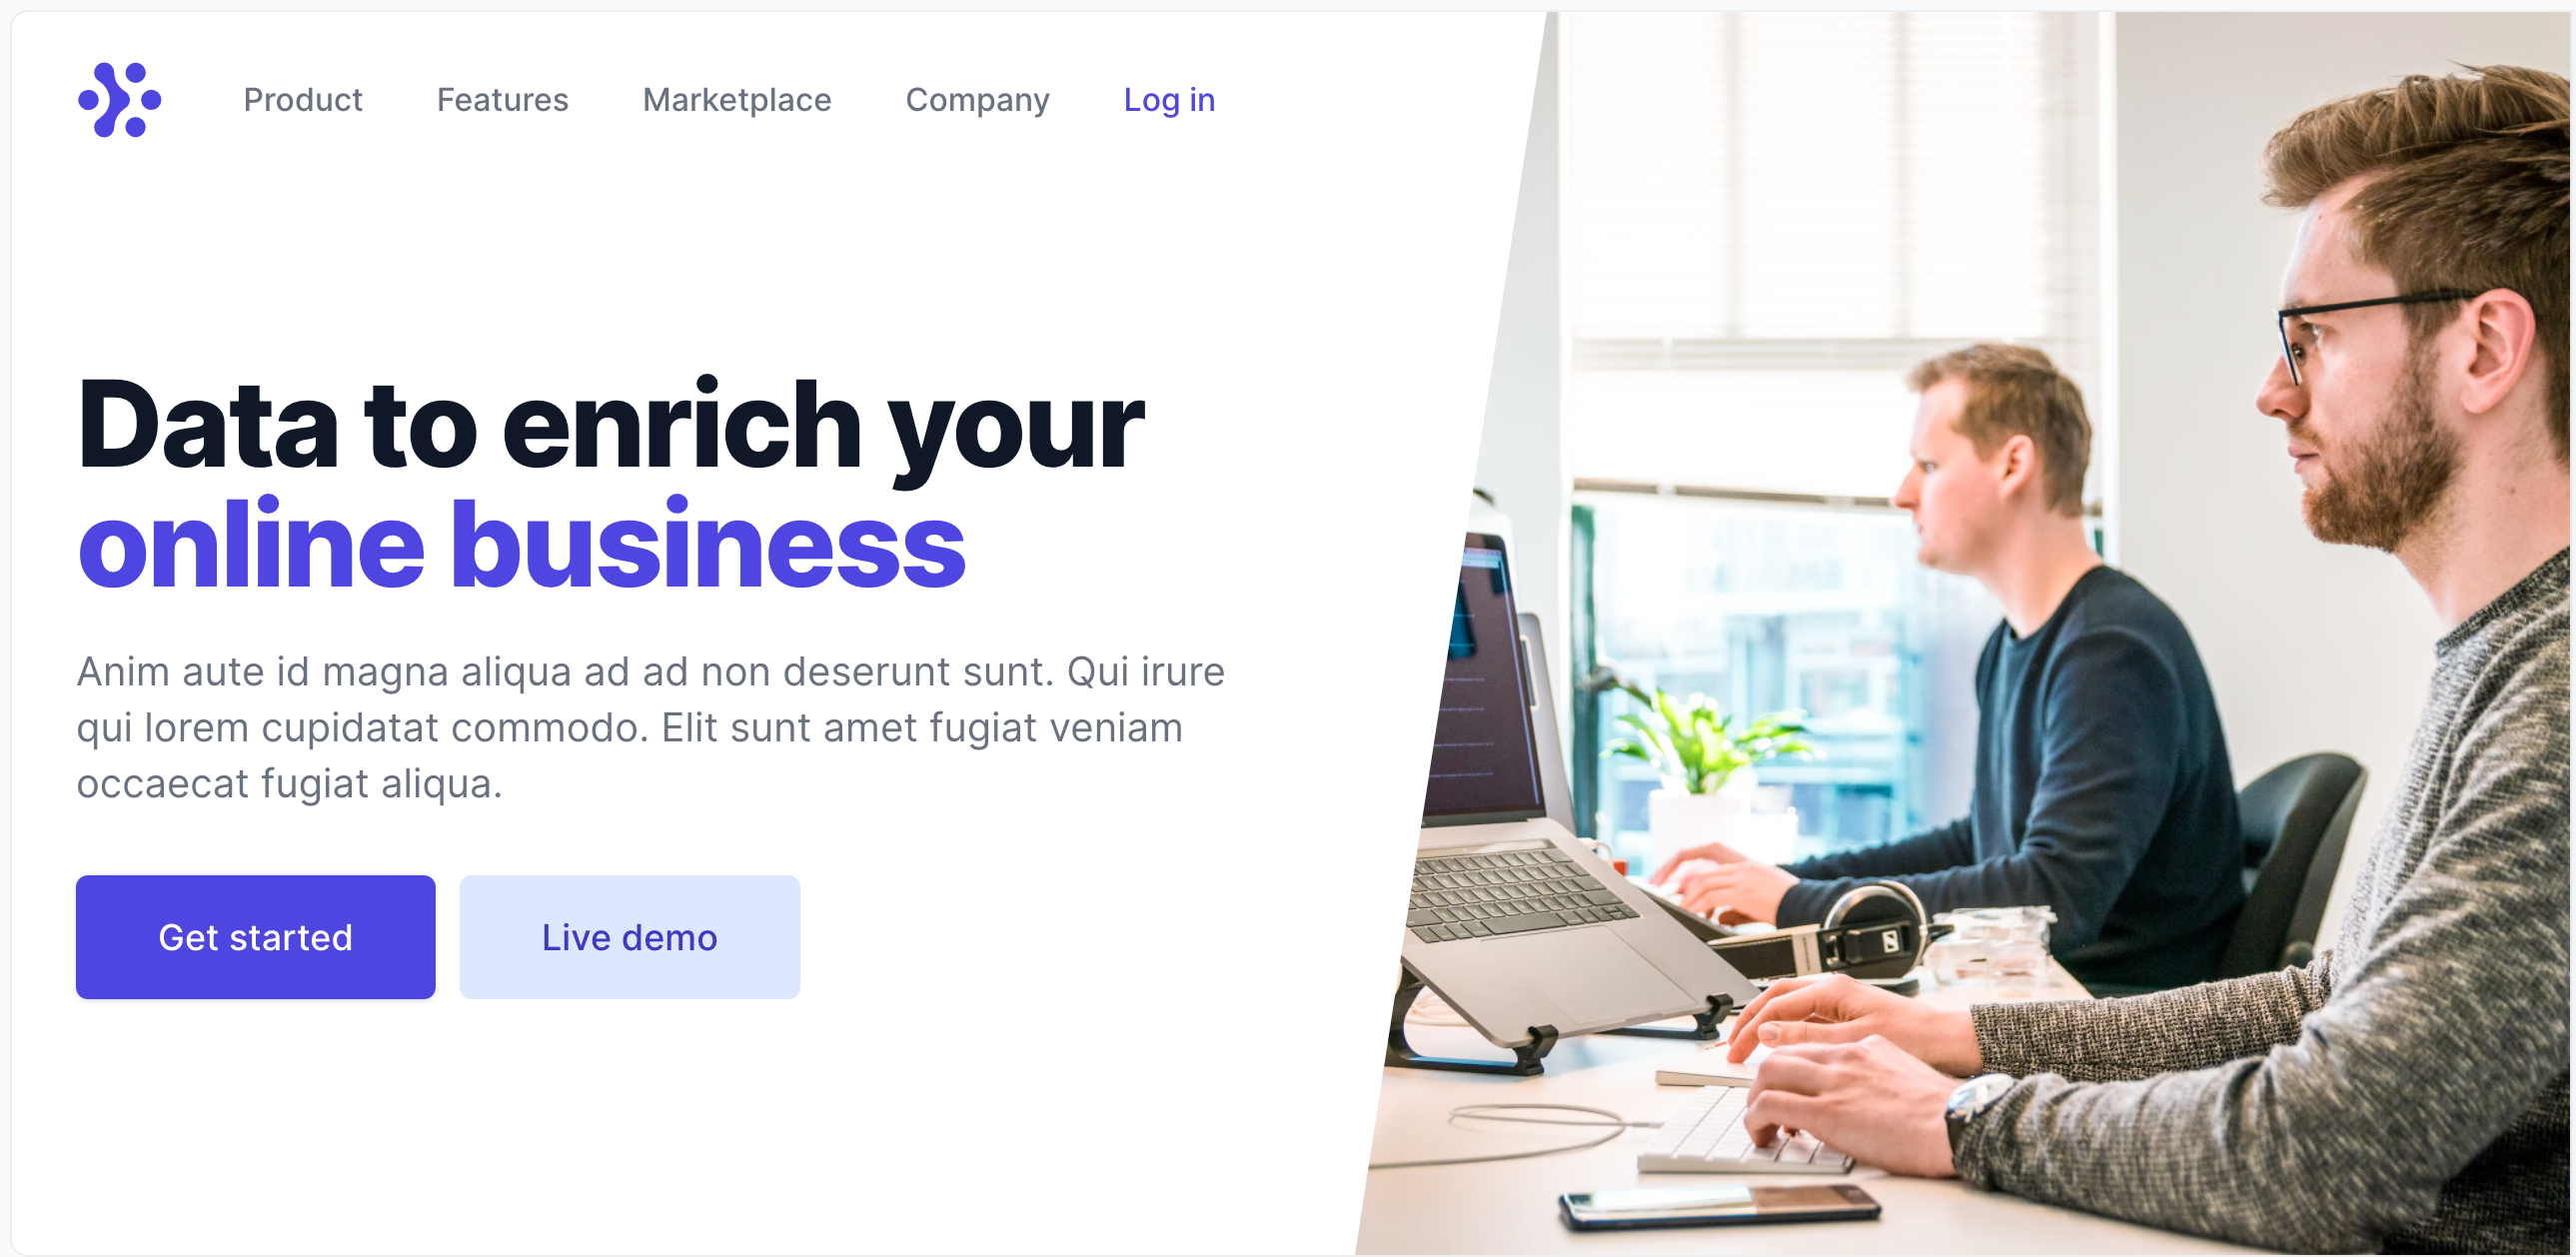 Product Features Marketplace Company Log in
Data to enrich your
online business
Anim aute id magna aliqua ad ad non deserunt sunt. Qui irure
qui lorem cupidatat commodo. Elit sunt amet fugiat veniam
occaecat fugiat aliqua.
Get started Live demo